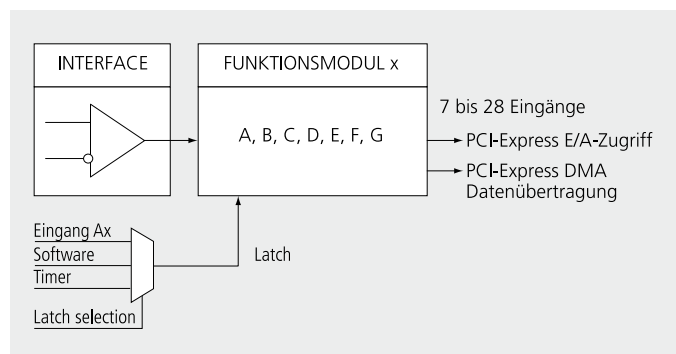 INTERFACE
FUNKTIONSMODUL x
A, B, C, D, E, F, G
7 bis 28 Eingänge
PCI-Express E/A-Zugriff
PCI-Express DMA
Datenübertragung
Eingang Ax
Software
Timer
Latch selection
Latch